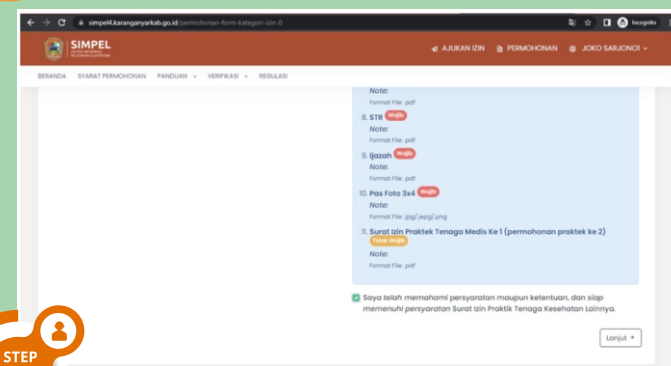 simpel4.karanganyarkab.go.id/permohonan-form-kategori-izin-0
Incognito
SIMPEL
AJUKAN IZIN PERMOHONAN JOKO SARJONO1
BERANDA SYARAT PERMOHONAN PANDUAN VERIFIKASI REGULASI
Note:
Format File: pdf
8. STR Wajib
Note:
Format File: pdf
9. Ijazah Wajib
Note:
Format File: pdf
10. Pas Foto 3x4 Wajib
Note:
Format File: jpg/ jepg/ png
11. Surat Izin Praktek Tenaga Medis Ke 1 (permohonan praktek ke 2)
Tidak Wajib
Note:
Format File: pdf
Saya telah memahami persyaratan maupun ketentuan, dan siap
memenuhi persyaratan Surat Izin Praktik Tenaga Kesehatan Lainnya.
Lanjut
STEP